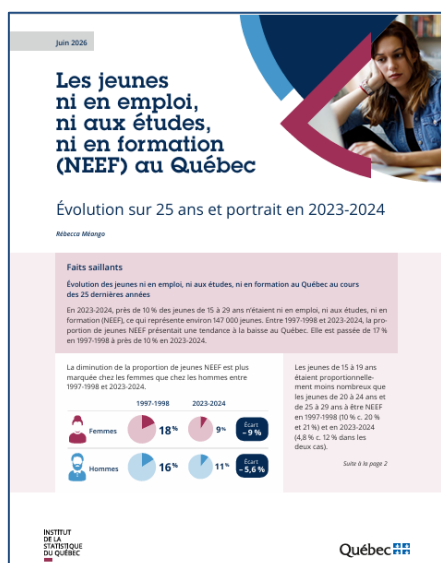 Juin 2026
Les jeunes
ni en emploi,
ni aux études,
ni en formation
(NEEF) au Québec
Évolution sur 25 ans et portrait en 2023-2024
Rébecca Méango
Faits saillants
Évolution des jeunes ni en emploi, ni aux études, ni en formation au Québec au cours
des 25 dernières années
En 2023-2024, près de 10 % des jeunes de 15 à 29 ans n'étaient ni en emploi, ni aux études, ni en
formation (NEEF), ce qui représente environ 147 000 jeunes. Entre 1997-1998 et 2023-2024, la pro-
portion de jeunes NEEF présentait une tendance à la baisse au Québec. Elle est passée de 17 %
en 1997-1998 à près de 10 % en 2023-2024.
La diminution de la proportion de jeunes NEEF est plus
marquée chez les femmes que chez les hommes entre
1997-1998 et 2023-2024.
1997-1998 2023-2024
Femmes 18 % 9 % Écart
– 9 %
Hommes 16 % 11 % Écart
– 5,6 %
Les jeunes de 15 à 19 ans
étaient proportionnelle-
ment moins nombreux que
les jeunes de 20 à 24 ans et
de 25 à 29 ans à être NEEF
en 1997-1998 (10 % c. 20 %
et 21 %) et en 2023-2024
(4,8 % c. 12 % dans les
deux cas).
Suite à la page 2
INSTITUT
DE LA
STATISTIQUE
DU QUÉBEC
Québec